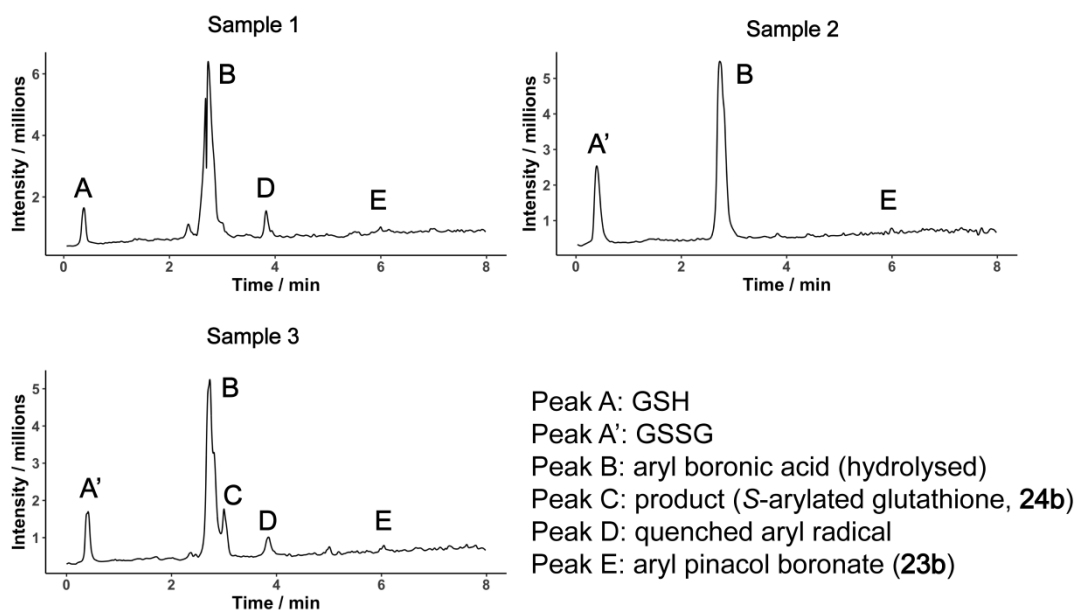 Sample 1
Intensity / millions
6
4
2
A
B
D
E
0
2
4
6
8
Time / min
Sample 2
Intensity / millions
5
4
3
2
1
A’
B
E
0
2
4
6
8
Time / min
Sample 3
Intensity / millions
5
4
3
2
1
A’
B
C
D
E
0
2
4
6
8
Time / min
Peak A: GSH
Peak A’: GSSG
Peak B: aryl boronic acid (hydrolysed)
Peak C: product (S-arylated glutathione, 24b)
Peak D: quenched aryl radical
Peak E: aryl pinacol boronate (23b)